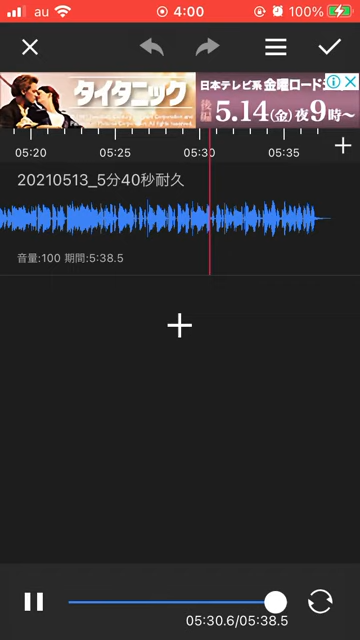 au 4:00 100%
タイタニック
日本テレビ系 金曜ロードシ
後編 5.14(金)夜9時〜
05:20 05:25 05:30 05:35
20210513_5分40秒耐久
音量:100 期間:5:38.5
05:30.6/05:38.5